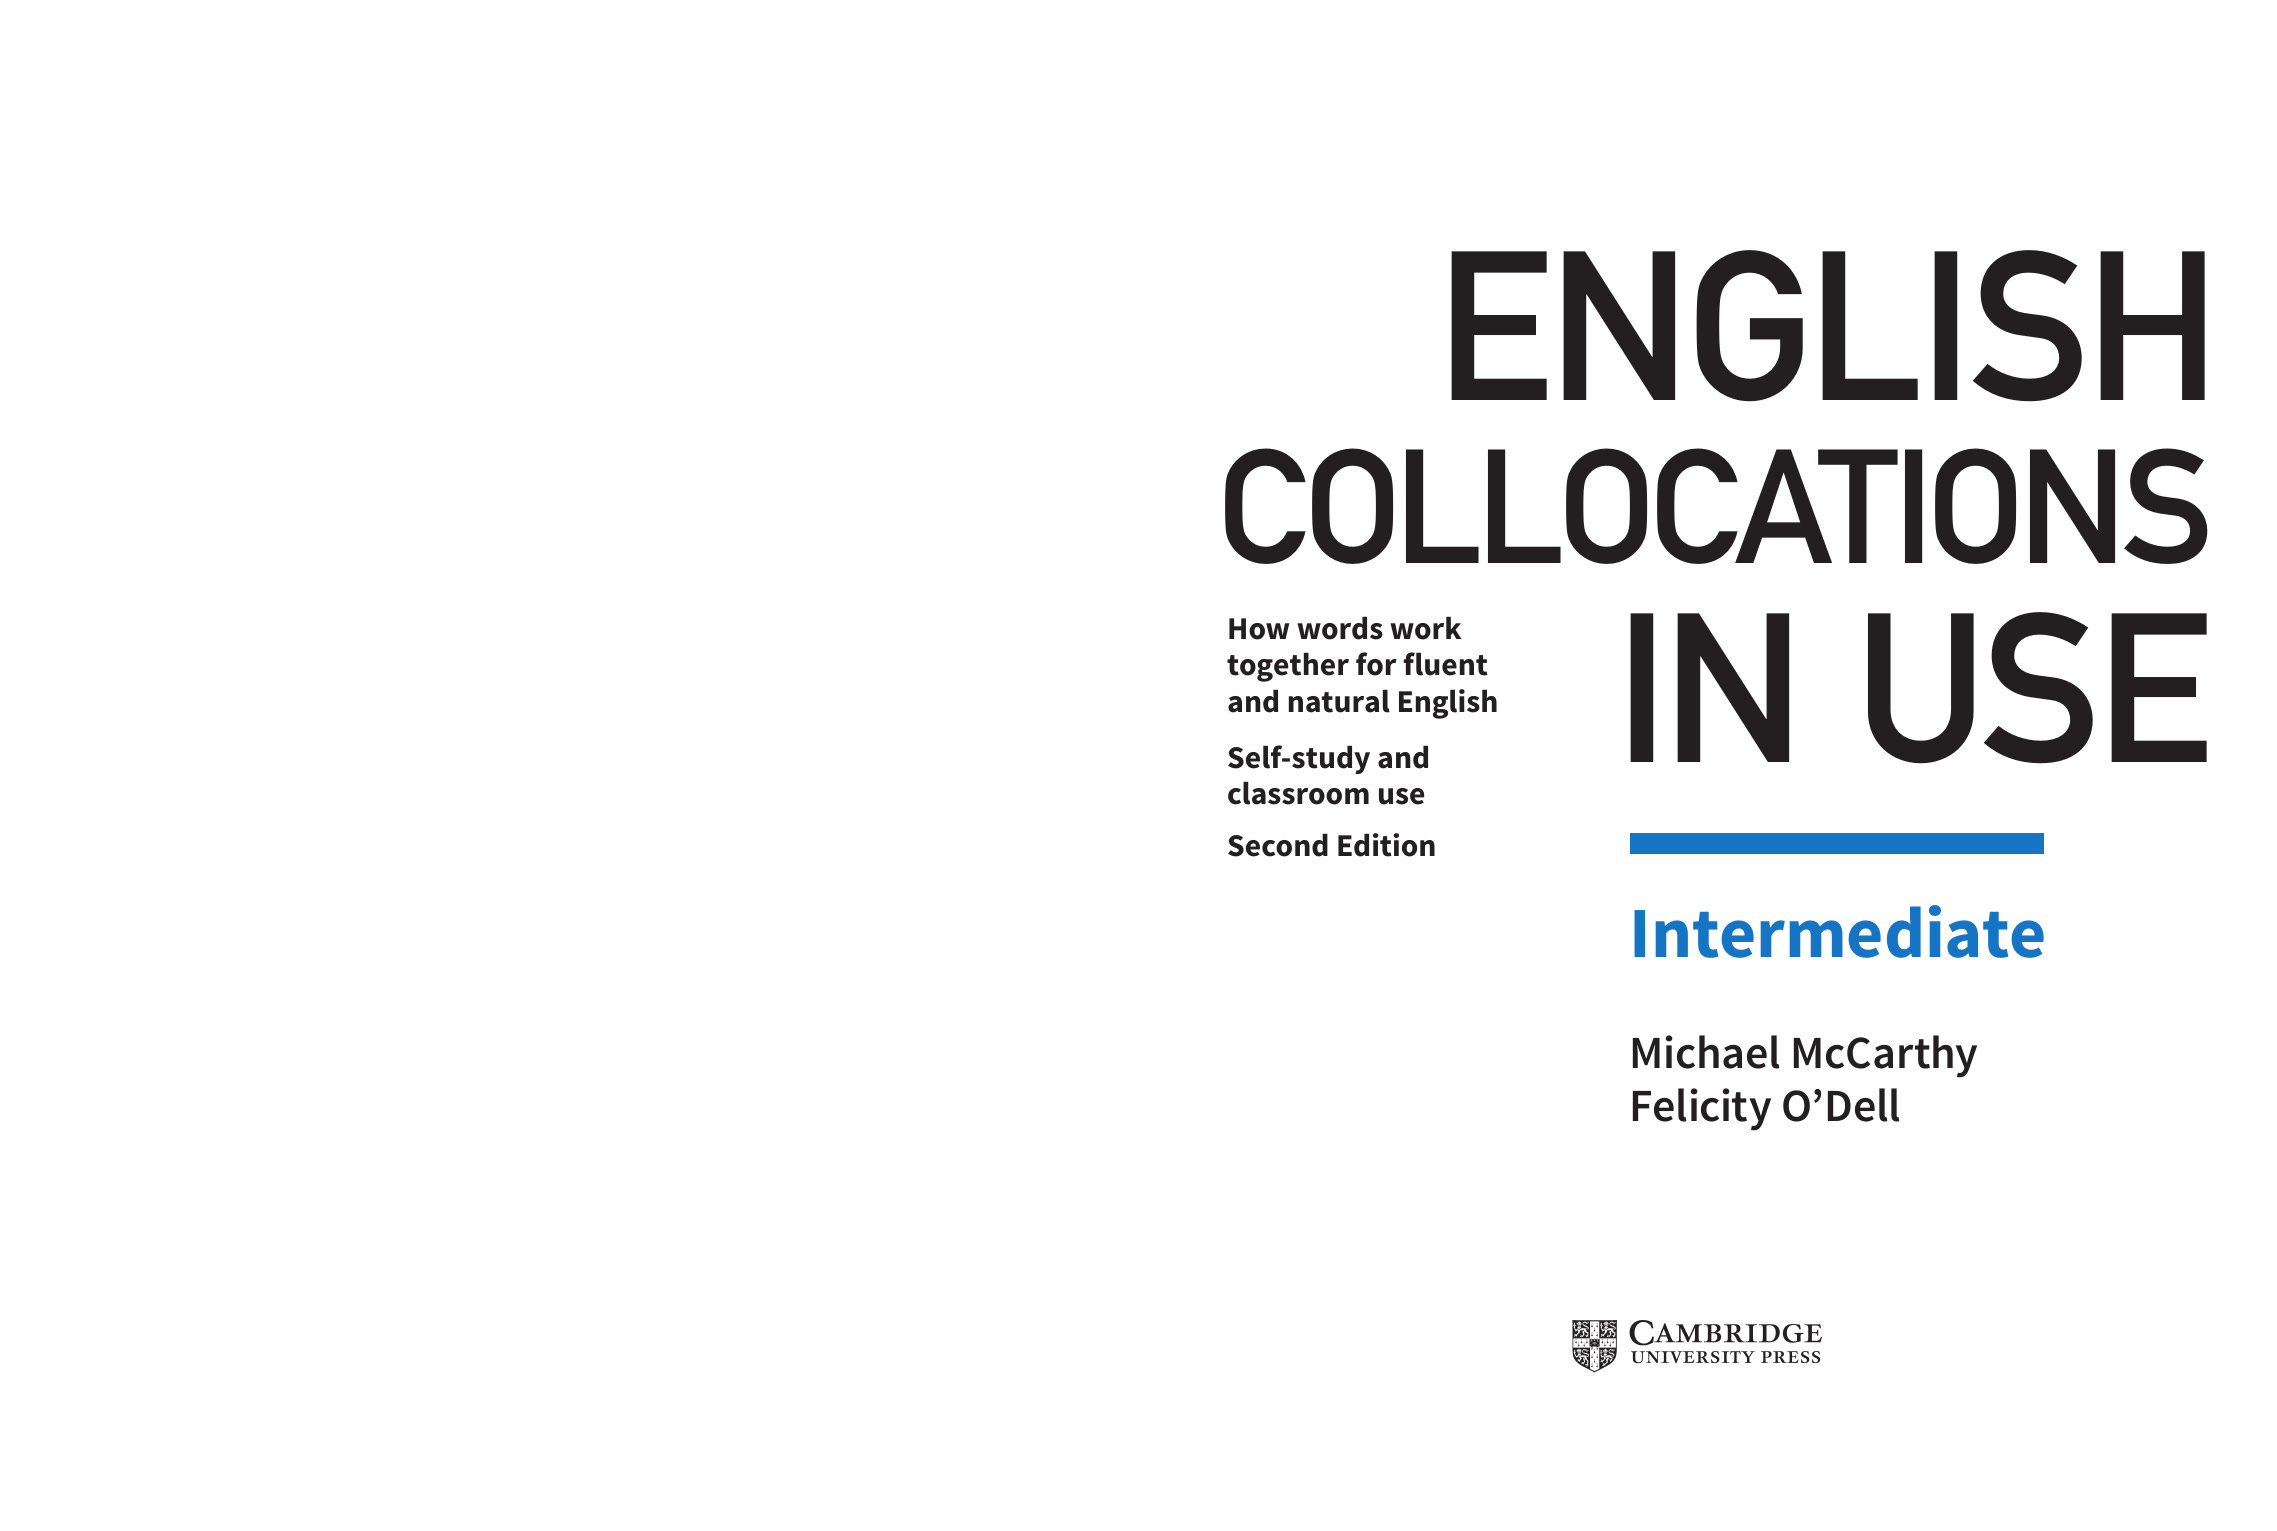 ENGLISH
COLLOCATIONS
IN USE
How words work
together for fluent
and natural English
Self-study and
classroom use
Second Edition
Intermediate
Michael McCarthy
Felicity O’Dell
CAMBRIDGE
UNIVERSITY PRESS